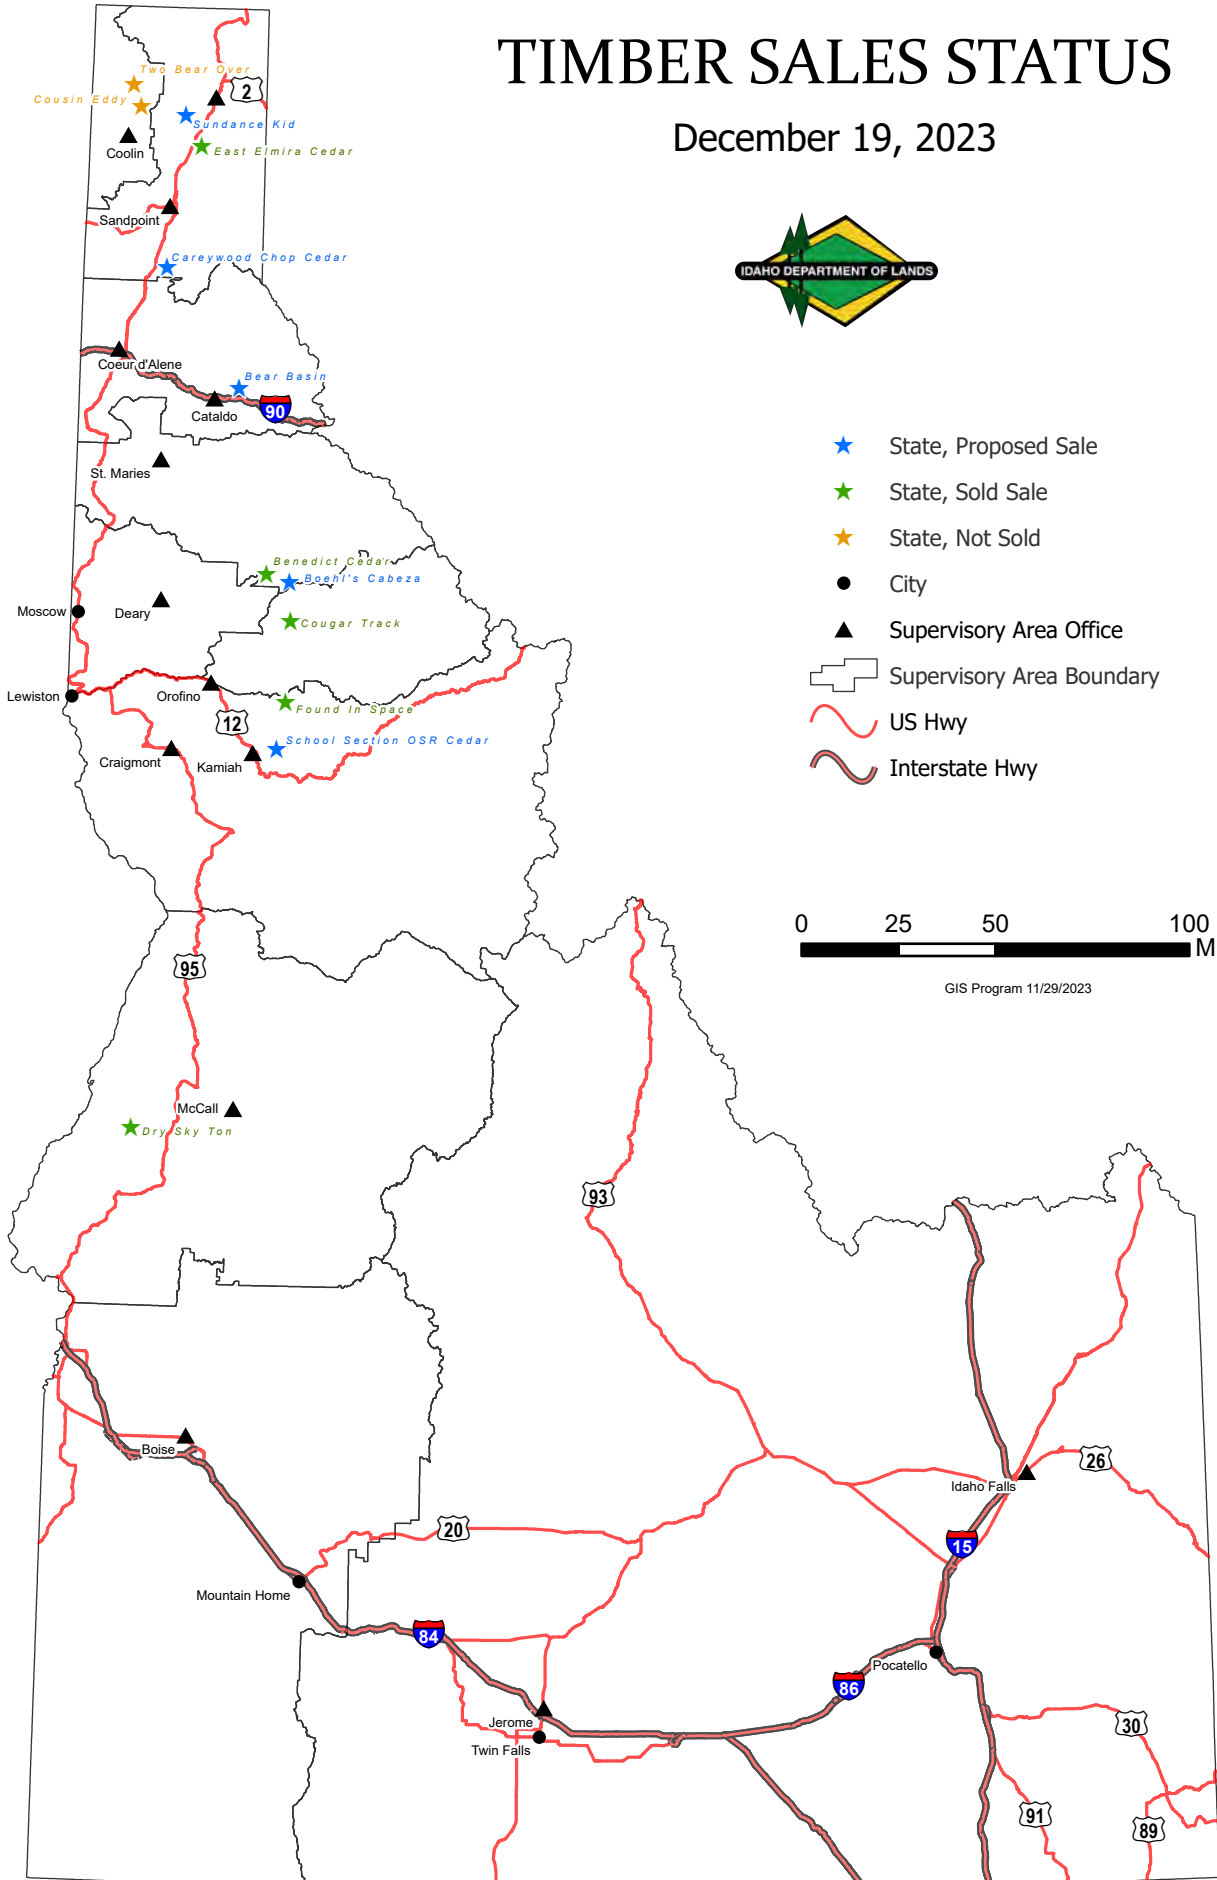 TIMBER SALES STATUS
December 19, 2023
Two Bear Over
2
Cousin Eddy
Sundance Kid
Coolin
East Elmira Cedar
Sandpoint
Careywood Chop Cedar
IDAHO DEPARTMENT OF LANDS
Coeur d'Alene
Bear Basin
Cataldo
90
State, Proposed Sale
St. Maries
State, Sold Sale
State, Not Sold
Benedict Cedar
Boehl's Cabeza
City
Moscow
Deary
Cougar Track
Supervisory Area Office
Supervisory Area Boundary
Lewiston
Orofino
Found In Space
12
US Hwy
School Section OSR Cedar
Craigmont
Kamiah
Interstate Hwy
0 25 50 100
M
95
GIS Program 11/29/2023
McCall
Dry Sky Ton
93
Boise
26
Idaho Falls
20
15
Mountain Home
84
Pocatello
86
Jerome
30
Twin Falls
91
89